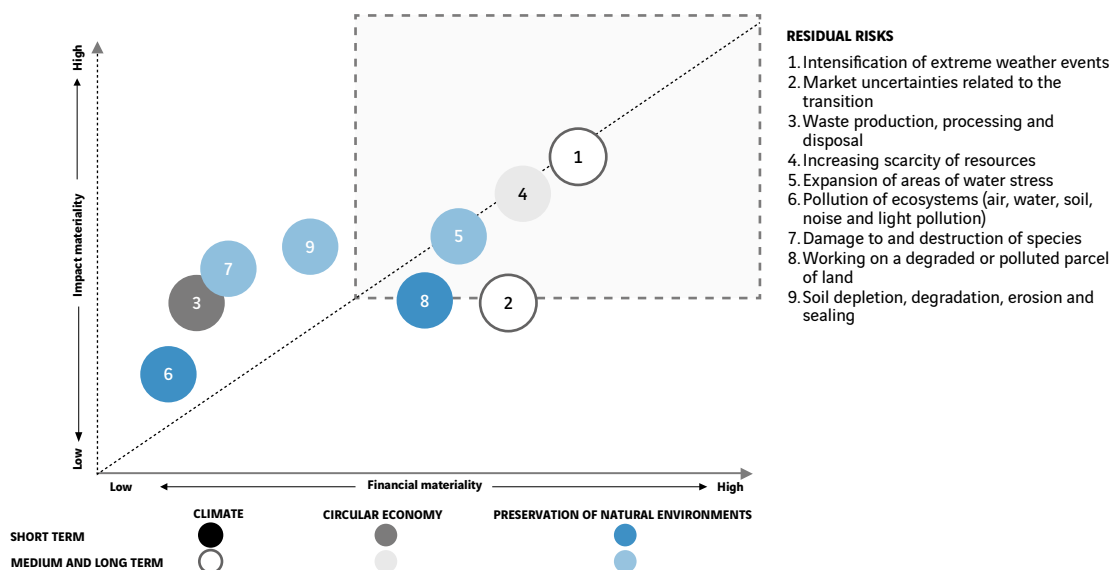 High
Impact materiality
Low
1
4
5
9
7
3
8
2
6
Low
Financial materiality
High
RESIDUAL RISKS
1. Intensification of extreme weather events
2. Market uncertainties related to the
transition
3. Waste production, processing and
disposal
4. Increasing scarcity of resources
5. Expansion of areas of water stress
6. Pollution of ecosystems (air, water, soil,
noise and light pollution)
7. Damage to and destruction of species
8. Working on a degraded or polluted parcel
of land
9. Soil depletion, degradation, erosion and
sealing
CLIMATE
CIRCULAR ECONOMY
PRESERVATION OF NATURAL ENVIRONMENTS
SHORT TERM
MEDIUM AND LONG TERM